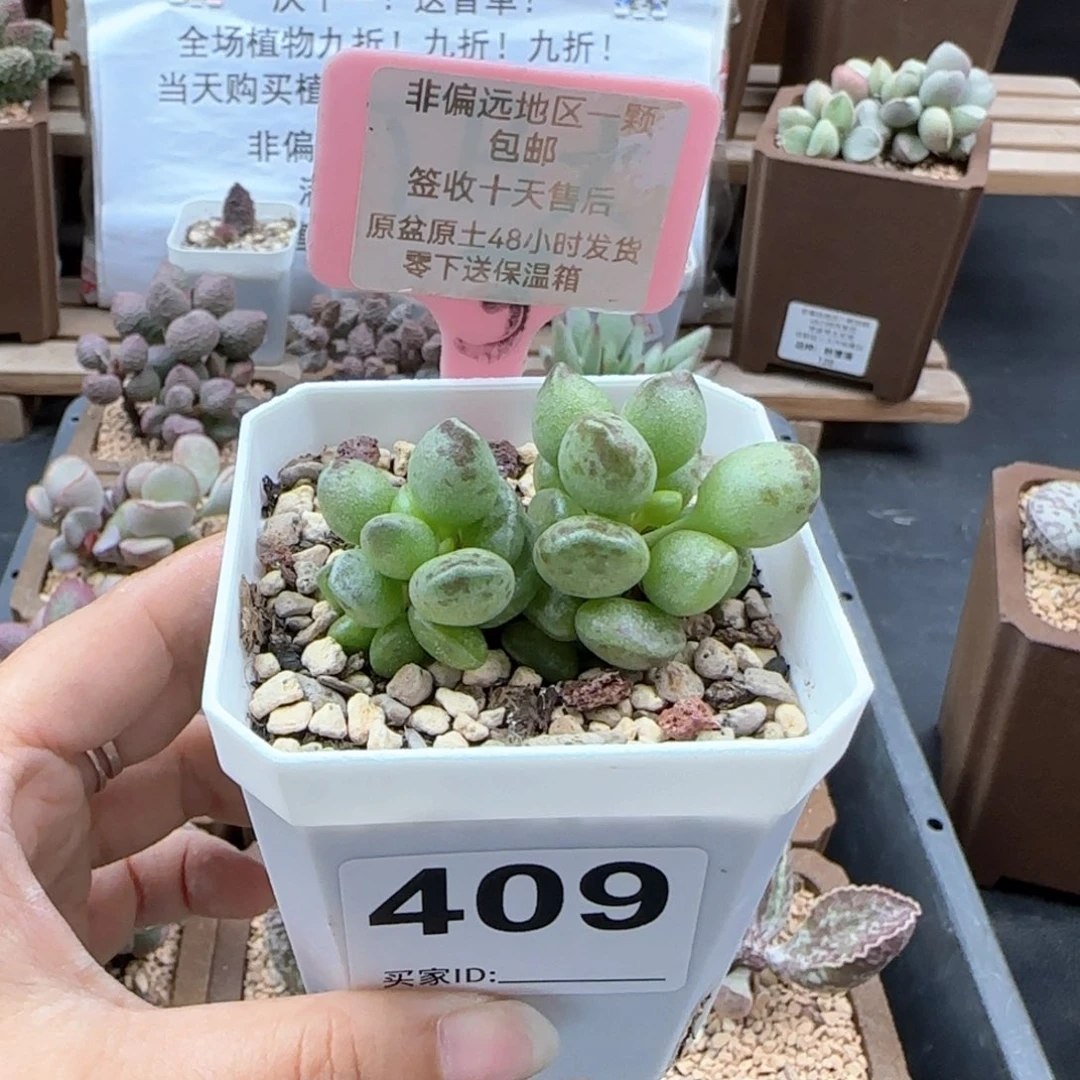 全场植物九折！九折！九折！
当天购买植
非偏
非偏远地区一颗
包邮
签收十天售后
原盆原土48小时发货
零下送保温箱
409
买家ID: